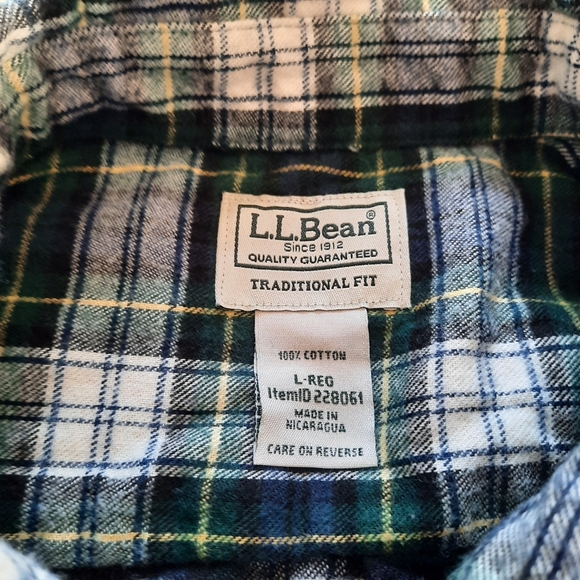 L.L.Bean®
Since 1912
QUALITY GUARANTEED
TRADITIONAL FIT
100% COTTON
L-REG
ItemID 228061
MADE IN
NICARAGUA
CARE ON REVERSE